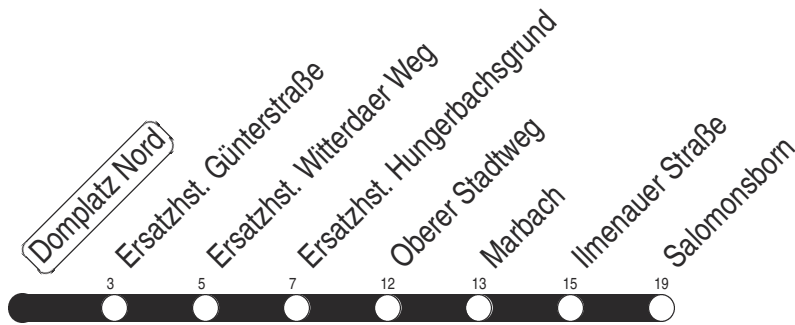 Domplatz Nord
Ersatzhst. Günterstraße
Ersatzhst. Witterdaer Weg
Ersatzhst. Hungerbachsgrund
Oberer Stadtweg
Marbach
Ilmenauer Straße
Salomonsborn
3 5 7 12 13 15 19